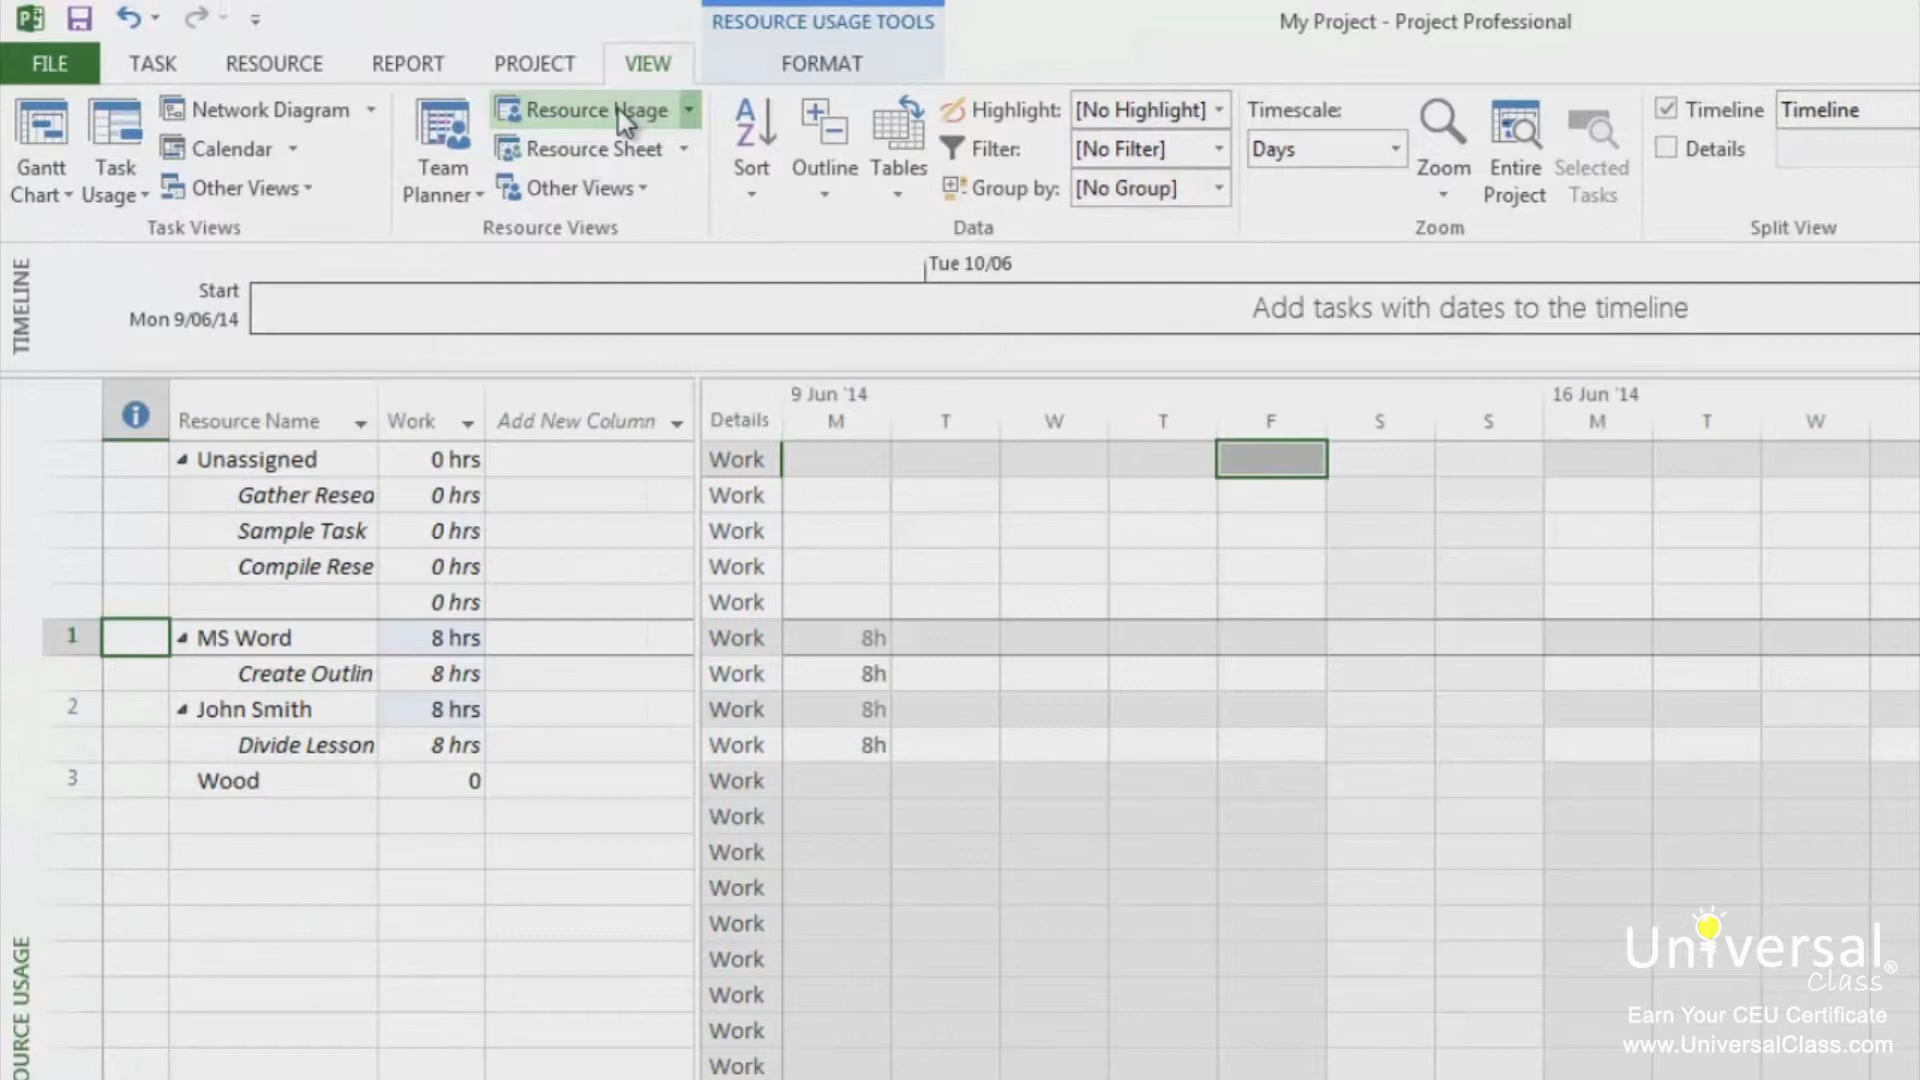 RESOURCE USAGE TOOLS
My Project - Project Professional
FILE TASK RESOURCE REPORT PROJECT VIEW FORMAT
Gantt Chart
Task Usage
Network Diagram
Calendar
Other Views
Task Views
Team Planner
Resource Usage
Resource Sheet
Other Views
Resource Views
A
Z
Sort
Outline
Tables
Highlight: [No Highlight]
Filter: [No Filter]
Group by: [No Group]
Data
Timescale:
Days
Zoom
Entire Project
Selected Tasks
Zoom
Timeline Timeline
Details
Split View
TIMELINE
Tue 10/06
Start
Mon 9/06/14
Add tasks with dates to the timeline
9 Jun '14 16 Jun '14
Resource Name Work Add New Column Details M T W T F S S M T W
Unassigned 0 hrs Work
Gather Resea 0 hrs Work
Sample Task 0 hrs Work
Compile Rese 0 hrs Work
0 hrs Work
1 MS Word 8 hrs Work 8h
Create Outlin 8 hrs Work 8h
2 John Smith 8 hrs Work 8h
Divide Lesson 8 hrs Work 8h
3 Wood 0 Work
Work
Work
Work
Work
Work
Work
Work
Work
OURCE USAGE
Universal
Class®
Earn Your CEU Certificate
www.UniversalClass.com